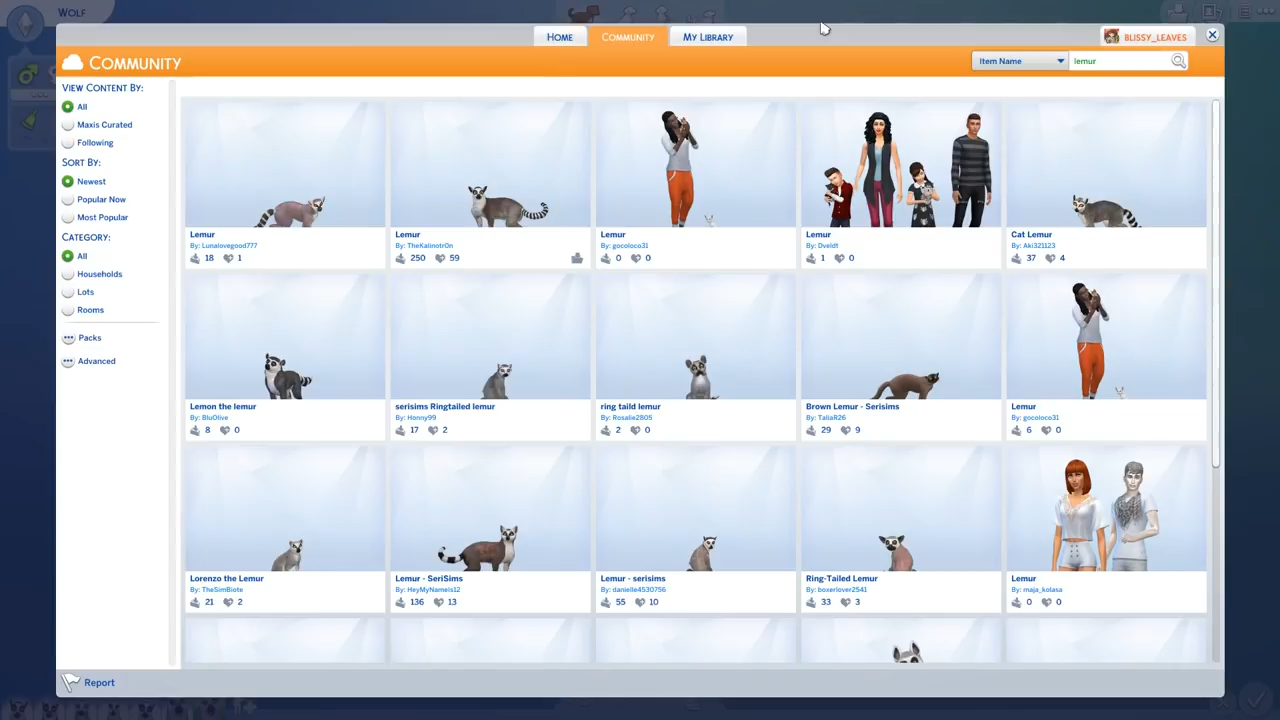 WOLF
HOME
COMMUNITY
MY LIBRARY
BLISSY_LEAVES
COMMUNITY
Item Name
lemur
VIEW CONTENT BY:
All
Maxis Curated
Following
SORT BY:
Newest
Popular Now
Most Popular
CATEGORY:
All
Households
Lots
Rooms
Packs
Advanced
Lemur
By: Lunalovegood777
18 1
Lemur
By: TheKalinotrOn
250 59
Lemur
By: gocoloco31
0 0
Lemur
By: Dveldt
1 0
Cat Lemur
By: Aki321123
37 4
Lemon the lemur
By: BluOlive
8 0
serisims Ringtailed lemur
By: Honny99
17 2
ring taild lemur
By: Rosalie2805
2 0
Brown Lemur - Serisims
By: TaliaR26
29 9
Lemur
By: gocoloco31
6 0
Lorenzo the Lemur
By: TheSimBiote
21 2
Lemur - SeriSims
By: HeyMyNameIs12
136 13
Lemur - serisims
By: danielle4530756
55 10
Ring-Tailed Lemur
By: boxerlover2541
33 3
Lemur
By: maja_kolasa
0 0
Report